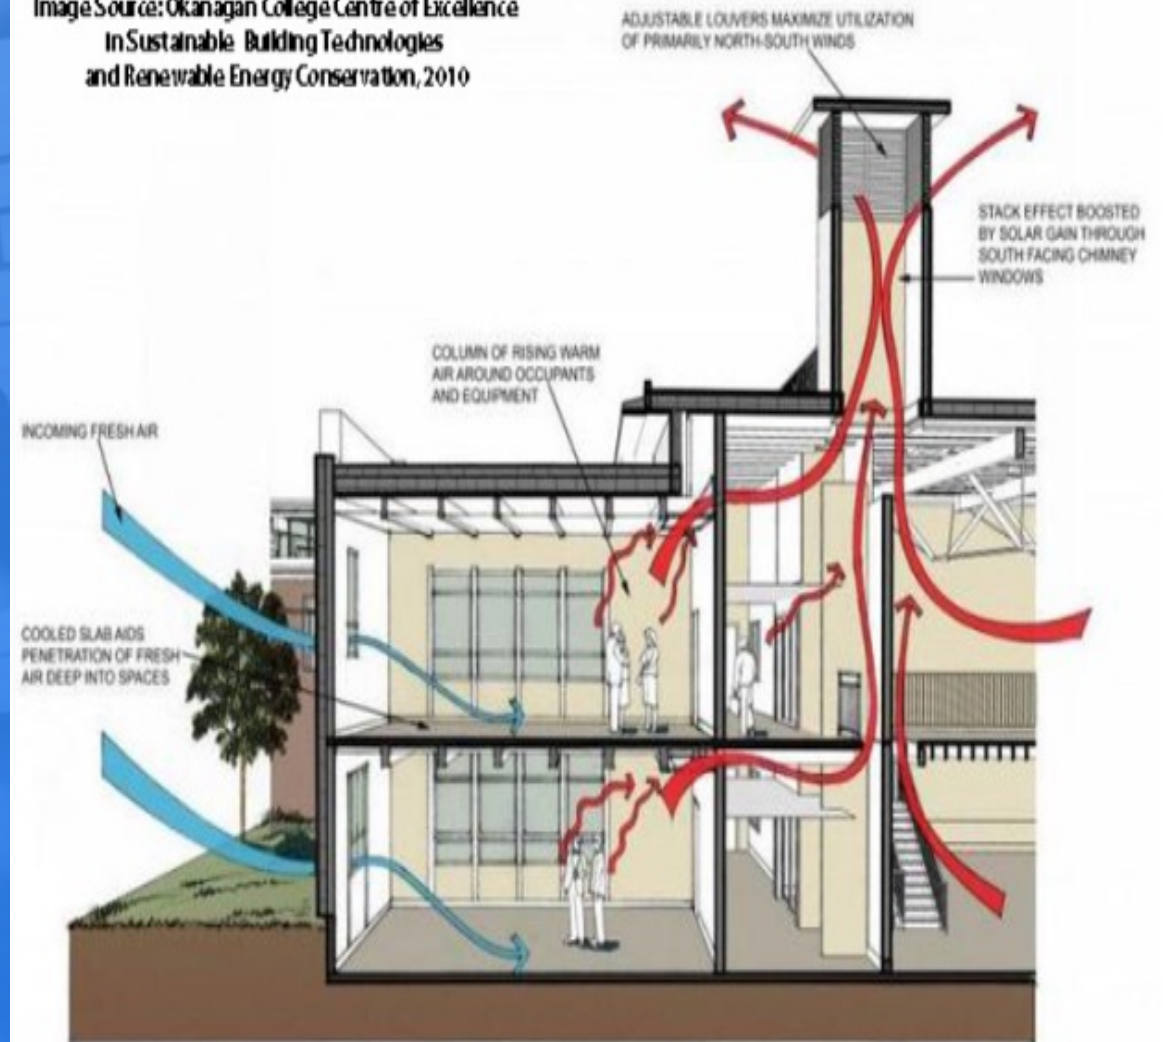 Image Source: Okanagan College Centre of Excellence
in Sustainable Building Technologies
and Renewable Energy Conservation, 2010
ADJUSTABLE LOUVERS MAXIMIZE UTILIZATION
OF PRIMARILY NORTH-SOUTH WINDS
STACK EFFECT BOOSTED
BY SOLAR GAIN THROUGH
SOUTH FACING CHIMNEY
WINDOWS
COLUMN OF RISING WARM
AIR AROUND OCCUPANTS
AND EQUIPMENT
INCOMING FRESH AIR
COOLED SLAB AIDS
PENETRATION OF FRESH
AIR DEEP INTO SPACES